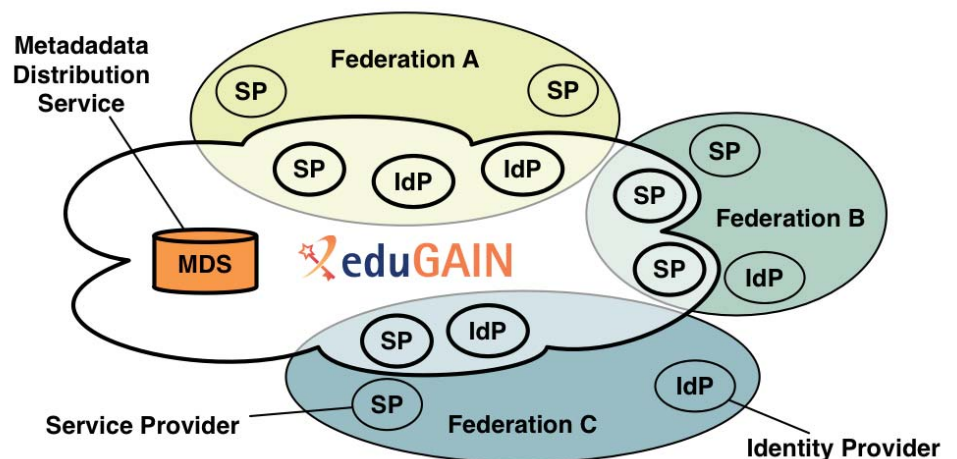 Metadadata
Distribution
Service
Federation A
SP
SP
SP
IdP
IdP
SP
SP
Federation B
SP
IdP
MDS
eduGAIN
SP
IdP
SP
IdP
Service Provider
Federation C
Identity Provider